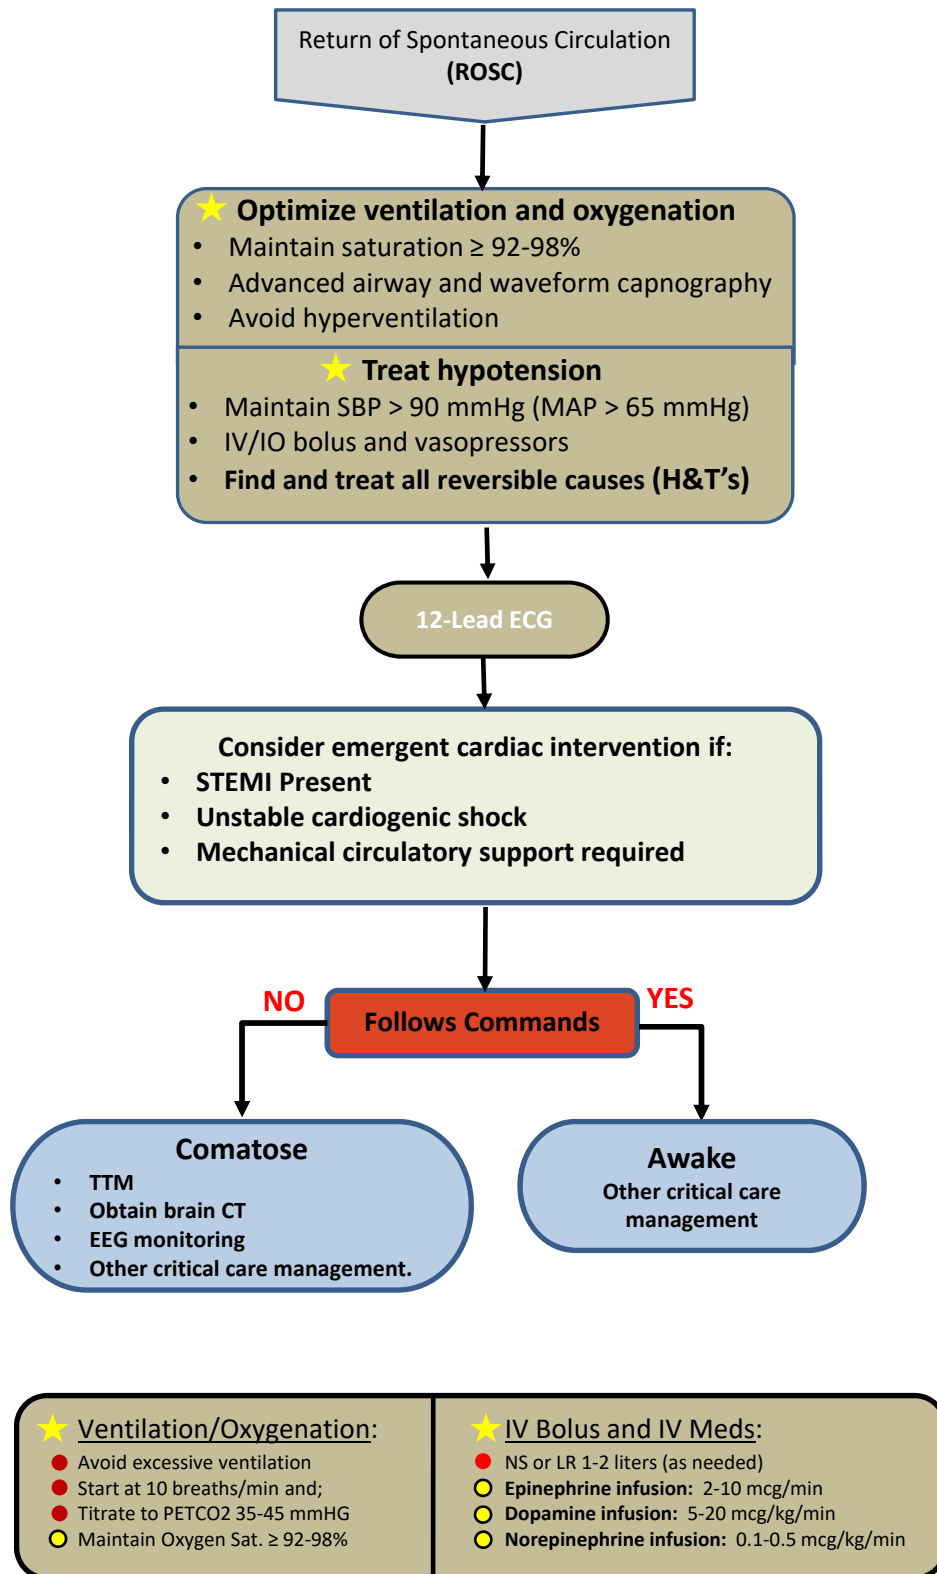 Return of Spontaneous Circulation
(ROSC)
Optimize ventilation and oxygenation
• Maintain saturation ≥ 92-98%
• Advanced airway and waveform capnography
• Avoid hyperventilation
Treat hypotension
• Maintain SBP > 90 mmHg (MAP > 65 mmHg)
• IV/IO bolus and vasopressors
• Find and treat all reversible causes (H&T's)
12-Lead ECG
Consider emergent cardiac intervention if:
• STEMI Present
• Unstable cardiogenic shock
• Mechanical circulatory support required
NO
YES
Follows Commands
Comatose
• TTM
• Obtain brain CT
• EEG monitoring
• Other critical care management.
Awake
Other critical care
management
Ventilation/Oxygenation:
Avoid excessive ventilation
Start at 10 breaths/min and;
Titrate to PETCO2 35-45 mmHG
Maintain Oxygen Sat. ≥ 92-98%
IV Bolus and IV Meds:
NS or LR 1-2 liters (as needed)
Epinephrine infusion: 2-10 mcg/min
Dopamine infusion: 5-20 mcg/kg/min
Norepinephrine infusion: 0.1-0.5 mcg/kg/min